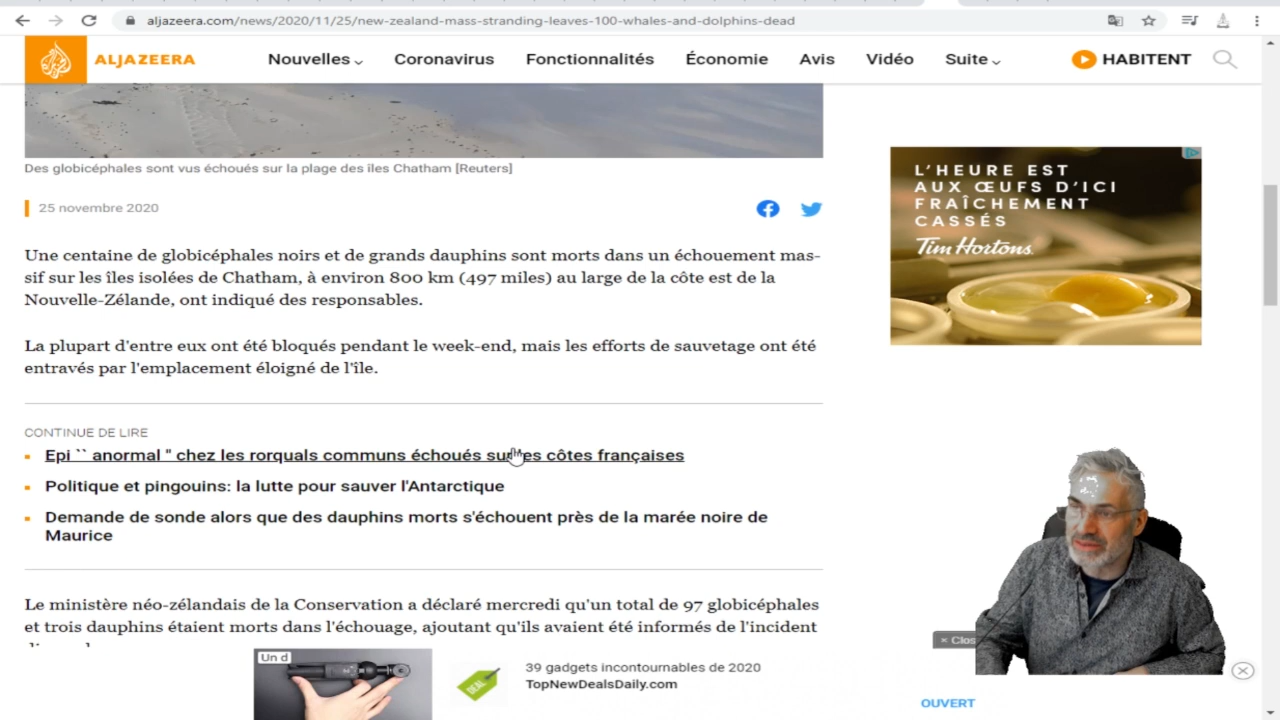 aljazeera.com/news/2020/11/25/new-zealand-mass-stranding-leaves-100-whales-and-dolphins-dead
ALJAZEERA
Nouvelles
Coronavirus
Fonctionnalités
Économie
Avis
Vidéo
Suite
HABITENT
Des globicéphales sont vus échoués sur la plage des îles Chatham [Reuters]
25 novembre 2020
Une centaine de globicéphales noirs et de grands dauphins sont morts dans un échouement mas-
sif sur les îles isolées de Chatham, à environ 800 km (497 miles) au large de la côte est de la
Nouvelle-Zélande, ont indiqué des responsables.
La plupart d'entre eux ont été bloqués pendant le week-end, mais les efforts de sauvetage ont été
entravés par l'emplacement éloigné de l'île.
CONTINUE DE LIRE
Epi `` anormal '' chez les rorquals communs échoués sur les côtes françaises
Politique et pingouins: la lutte pour sauver l'Antarctique
Demande de sonde alors que des dauphins morts s'échouent près de la marée noire de
Maurice
Le ministère néo-zélandais de la Conservation a déclaré mercredi qu'un total de 97 globicéphales
et trois dauphins étaient morts dans l'échouage, ajoutant qu'ils avaient été informés de l'incident
L'HEURE EST
AUX ŒUFS D'ICI
FRAÎCHEMENT
CASSÉS
Tim Hortons.
× Clos
Un d
DEAL
39 gadgets incontournables de 2020
TopNewDealsDaily.com
OUVERT